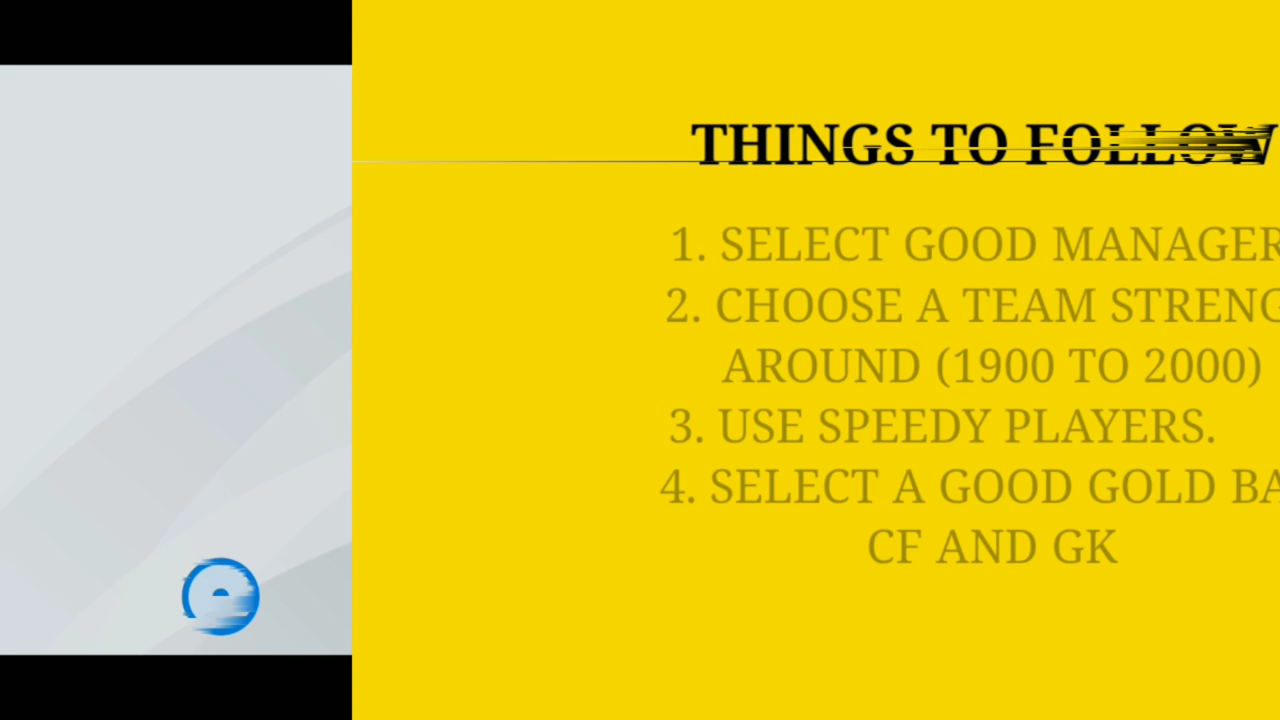 THINGS TO FOLLOW
1. SELECT GOOD MANAGER
2. CHOOSE A TEAM STRENG
AROUND (1900 TO 2000)
3. USE SPEEDY PLAYERS.
4. SELECT A GOOD GOLD BA
CF AND GK